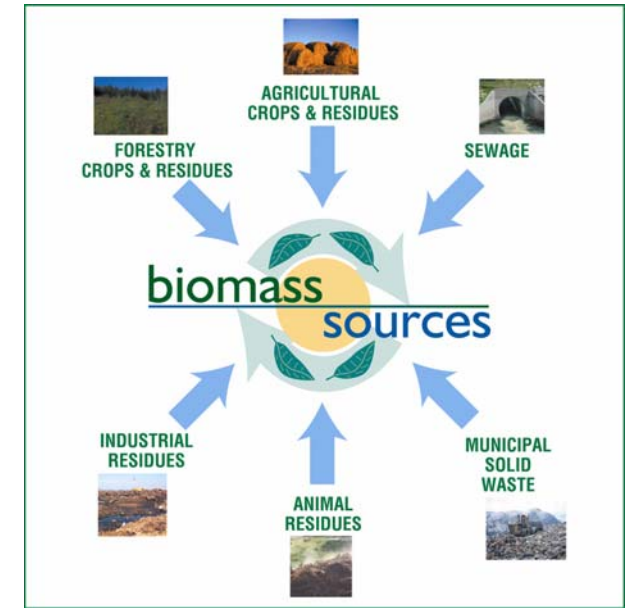 AGRICULTURAL
CROPS & RESIDUES
FORESTRY
CROPS & RESIDUES
SEWAGE
biomass
sources
INDUSTRIAL
RESIDUES
ANIMAL
RESIDUES
MUNICIPAL
SOLID
WASTE